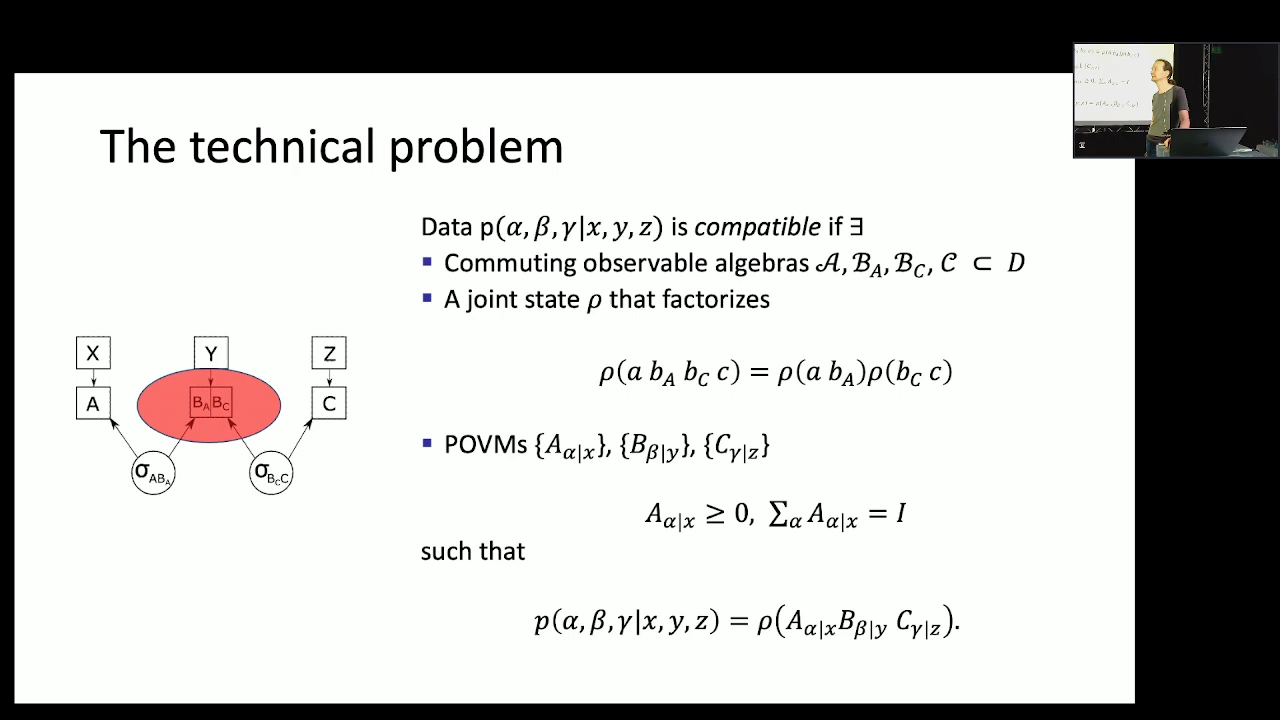 The technical problem
Data p(α, β, γ|x, y, z) is compatible if ∃
▪ Commuting observable algebras 𝒜, ℬ_A, ℬ_C, 𝒞 ⊂ D
▪ A joint state ρ that factorizes
ρ(a b_A b_C c) = ρ(a b_A)ρ(b_C c)
▪ POVMs {A_α|x}, {B_β|y}, {C_γ|z}
A_α|x ≥ 0, ∑_α A_α|x = I
such that
p(α, β, γ|x, y, z) = ρ(A_α|x B_β|y C_γ|z).
X Y Z
A B_A B_C C
σ_AB_A σ_B_CC